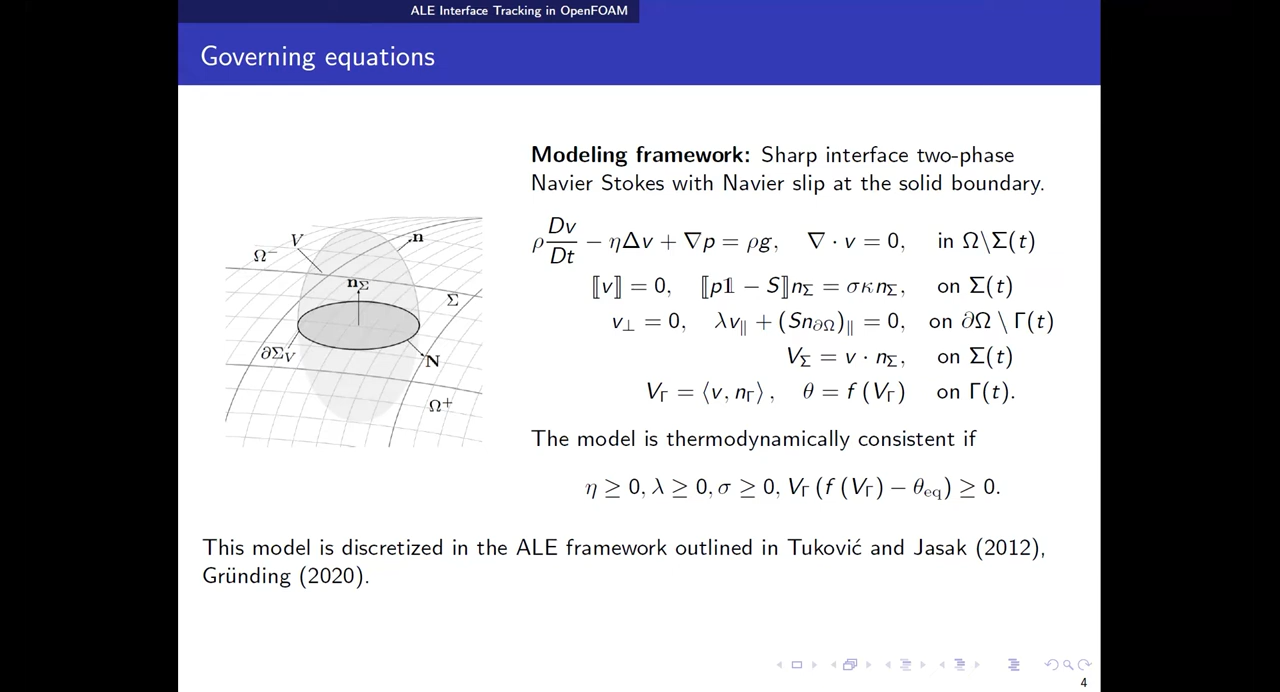 ALE Interface Tracking in OpenFOAM
Governing equations
Modeling framework: Sharp interface two-phase
Navier Stokes with Navier slip at the solid boundary.
ρ Dv/Dt − ηΔv + ∇p = ρg, ∇ · v = 0, in Ω\Σ(t)
⟦v⟧ = 0, ⟦p𝟙 − S⟧n_Σ = σκn_Σ, on Σ(t)
v_⊥ = 0, λv_∥ + (Sn_∂Ω)_∥ = 0, on ∂Ω \ Γ(t)
V_Σ = v · n_Σ, on Σ(t)
V_Γ = ⟨v, n_Γ⟩, θ = f (V_Γ) on Γ(t).
The model is thermodynamically consistent if
η ≥ 0, λ ≥ 0, σ ≥ 0, V_Γ (f (V_Γ) − θ_eq) ≥ 0.
V
n
Ω⁻
n_Σ
Σ
∂Σ_V
N
Ω⁺
This model is discretized in the ALE framework outlined in Tuković and Jasak (2012),
Gründing (2020).
4